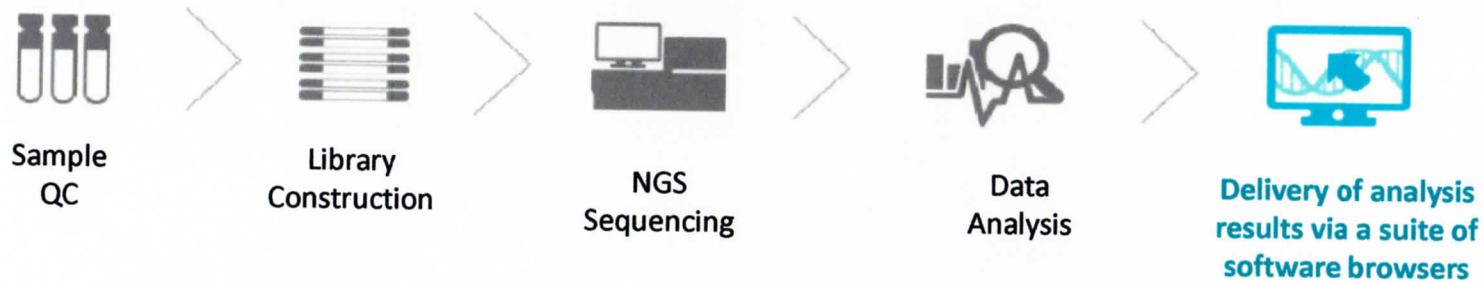 Sample
QC
Library
Construction
NGS
Sequencing
Data
Analysis
Delivery of analysis
results via a suite of
software browsers